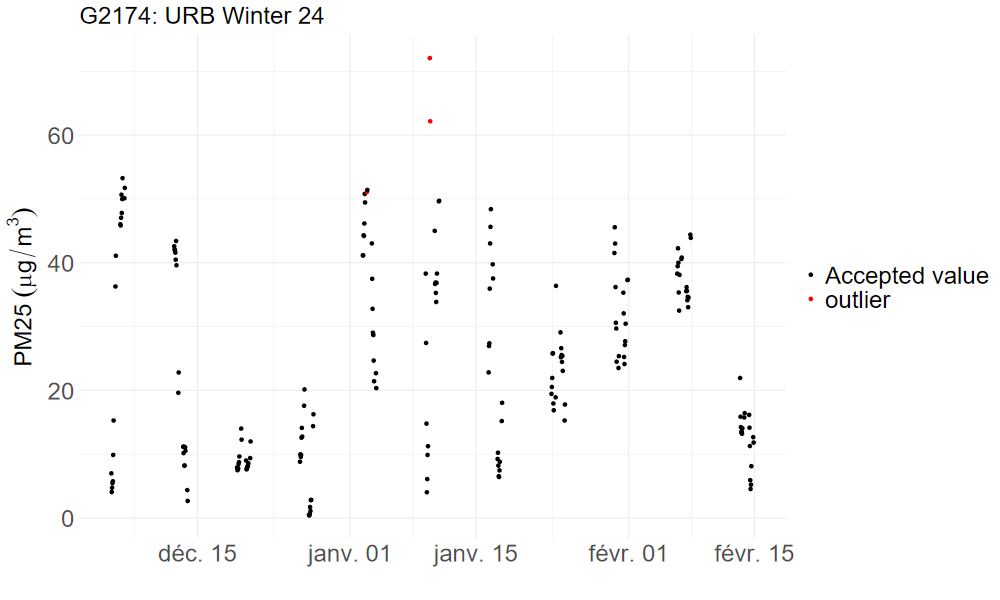 G2174: URB Winter 24
PM25 (μg/m³)
60
40
20
0
déc. 15 janv. 01 janv. 15 févr. 01 févr. 15
Accepted value
outlier